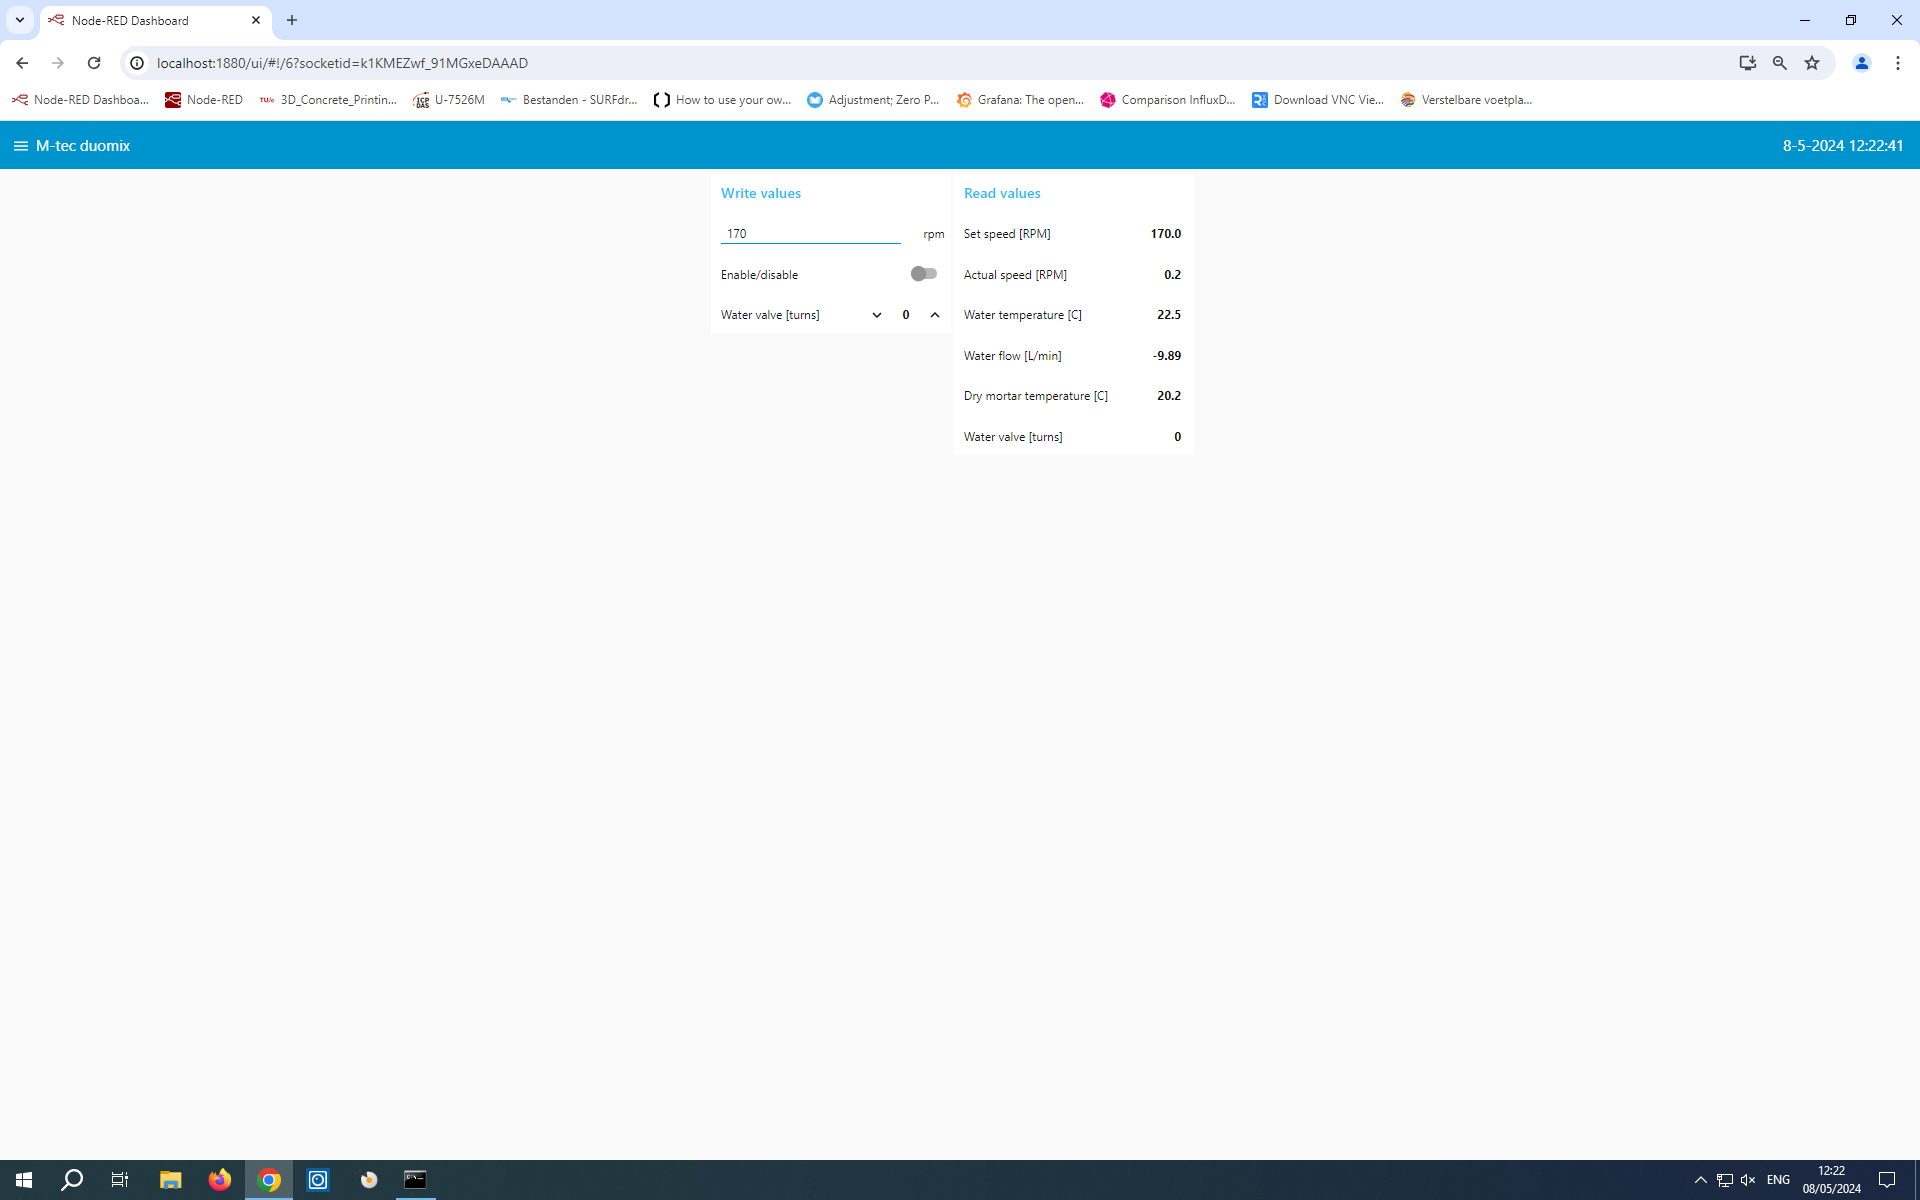 Node-RED Dashboard
localhost:1880/ui/#!/6?socketid=k1KMEZwf_91MGxeDAAAD
Node-RED Dashboa... Node-RED TU/e 3D_Concrete_Printin... ICP DAS U-7526M Bestanden - SURFdr... How to use your ow... Adjustment; Zero P... Grafana: The open... Comparison InfluxD... Download VNC Vie... Verstelbare voetpla...
M-tec duomix 8-5-2024 12:22:41
Write values
170 rpm
Enable/disable
Water valve [turns] 0
Read values
Set speed [RPM] 170.0
Actual speed [RPM] 0.2
Water temperature [C] 22.5
Water flow [L/min] -9.89
Dry mortar temperature [C] 20.2
Water valve [turns] 0
ENG
12:22
08/05/2024